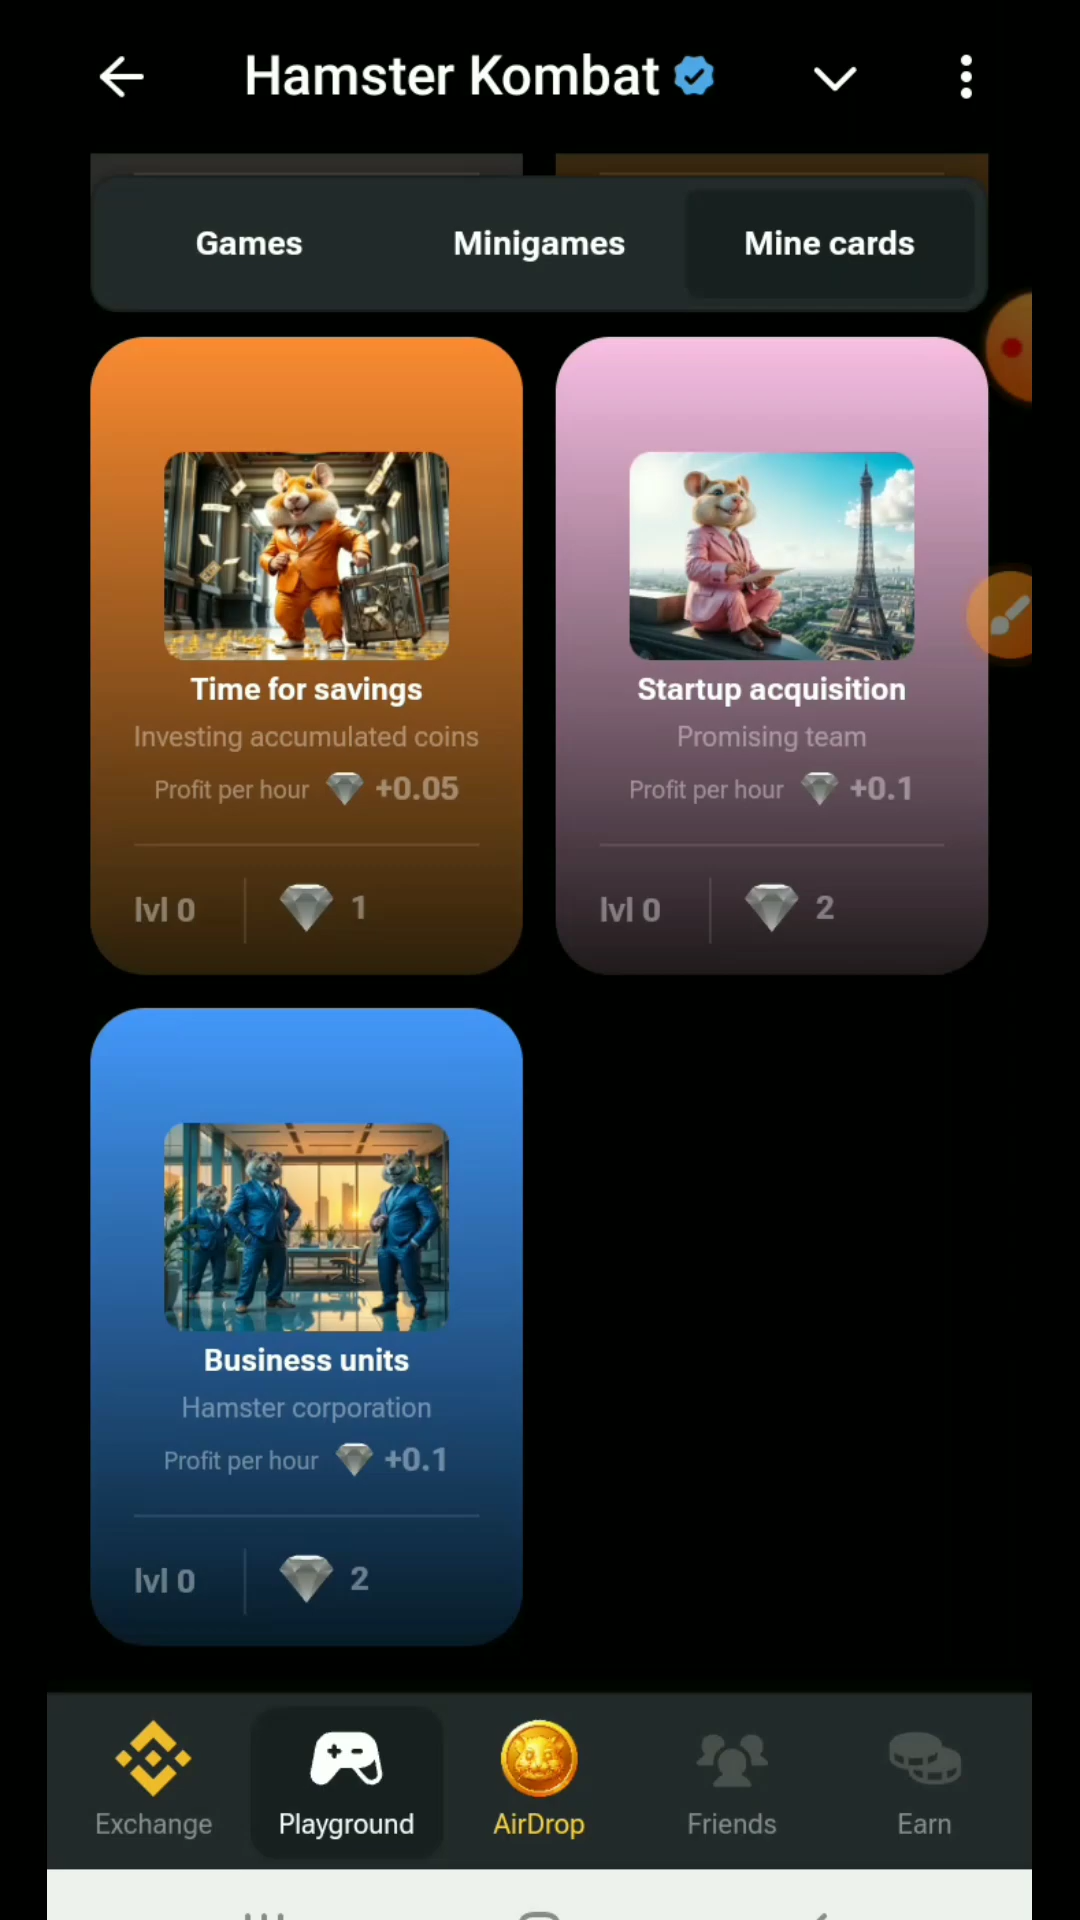 Hamster Kombat
Games Minigames Mine cards
Time for savings
Investing accumulated coins
Profit per hour +0.05
lvl 0 1
Startup acquisition
Promising team
Profit per hour +0.1
lvl 0 2
Business units
Hamster corporation
Profit per hour +0.1
lvl 0 2
Exchange Playground AirDrop Friends Earn